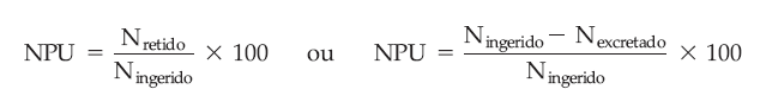 NPU = N_retido / N_ingerido × 100 ou NPU = N_ingerido − N_excretado / N_ingerido × 100